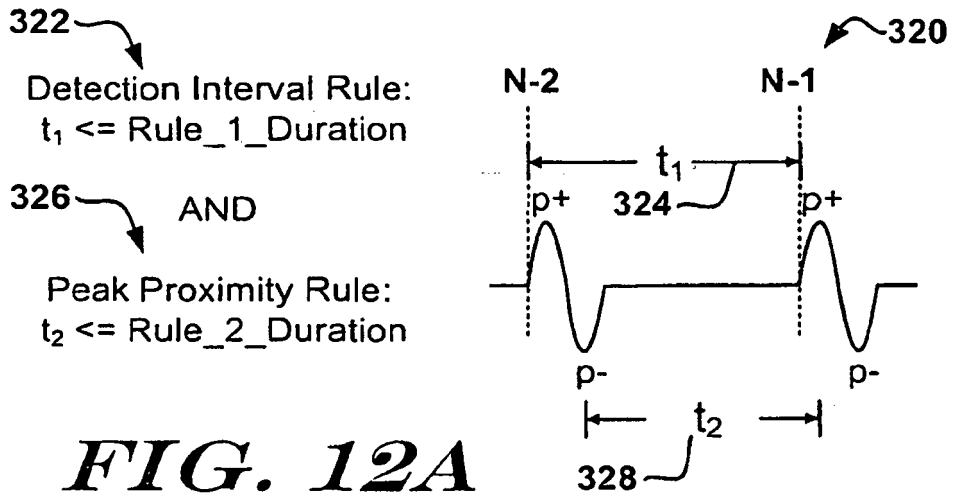 322
320
Detection Interval Rule:
t₁ <= Rule_1_Duration
N-2
N-1
t₁
324
326
AND
p+
p+
Peak Proximity Rule:
t₂ <= Rule_2_Duration
p-
p-
t₂
328
FIG. 12A